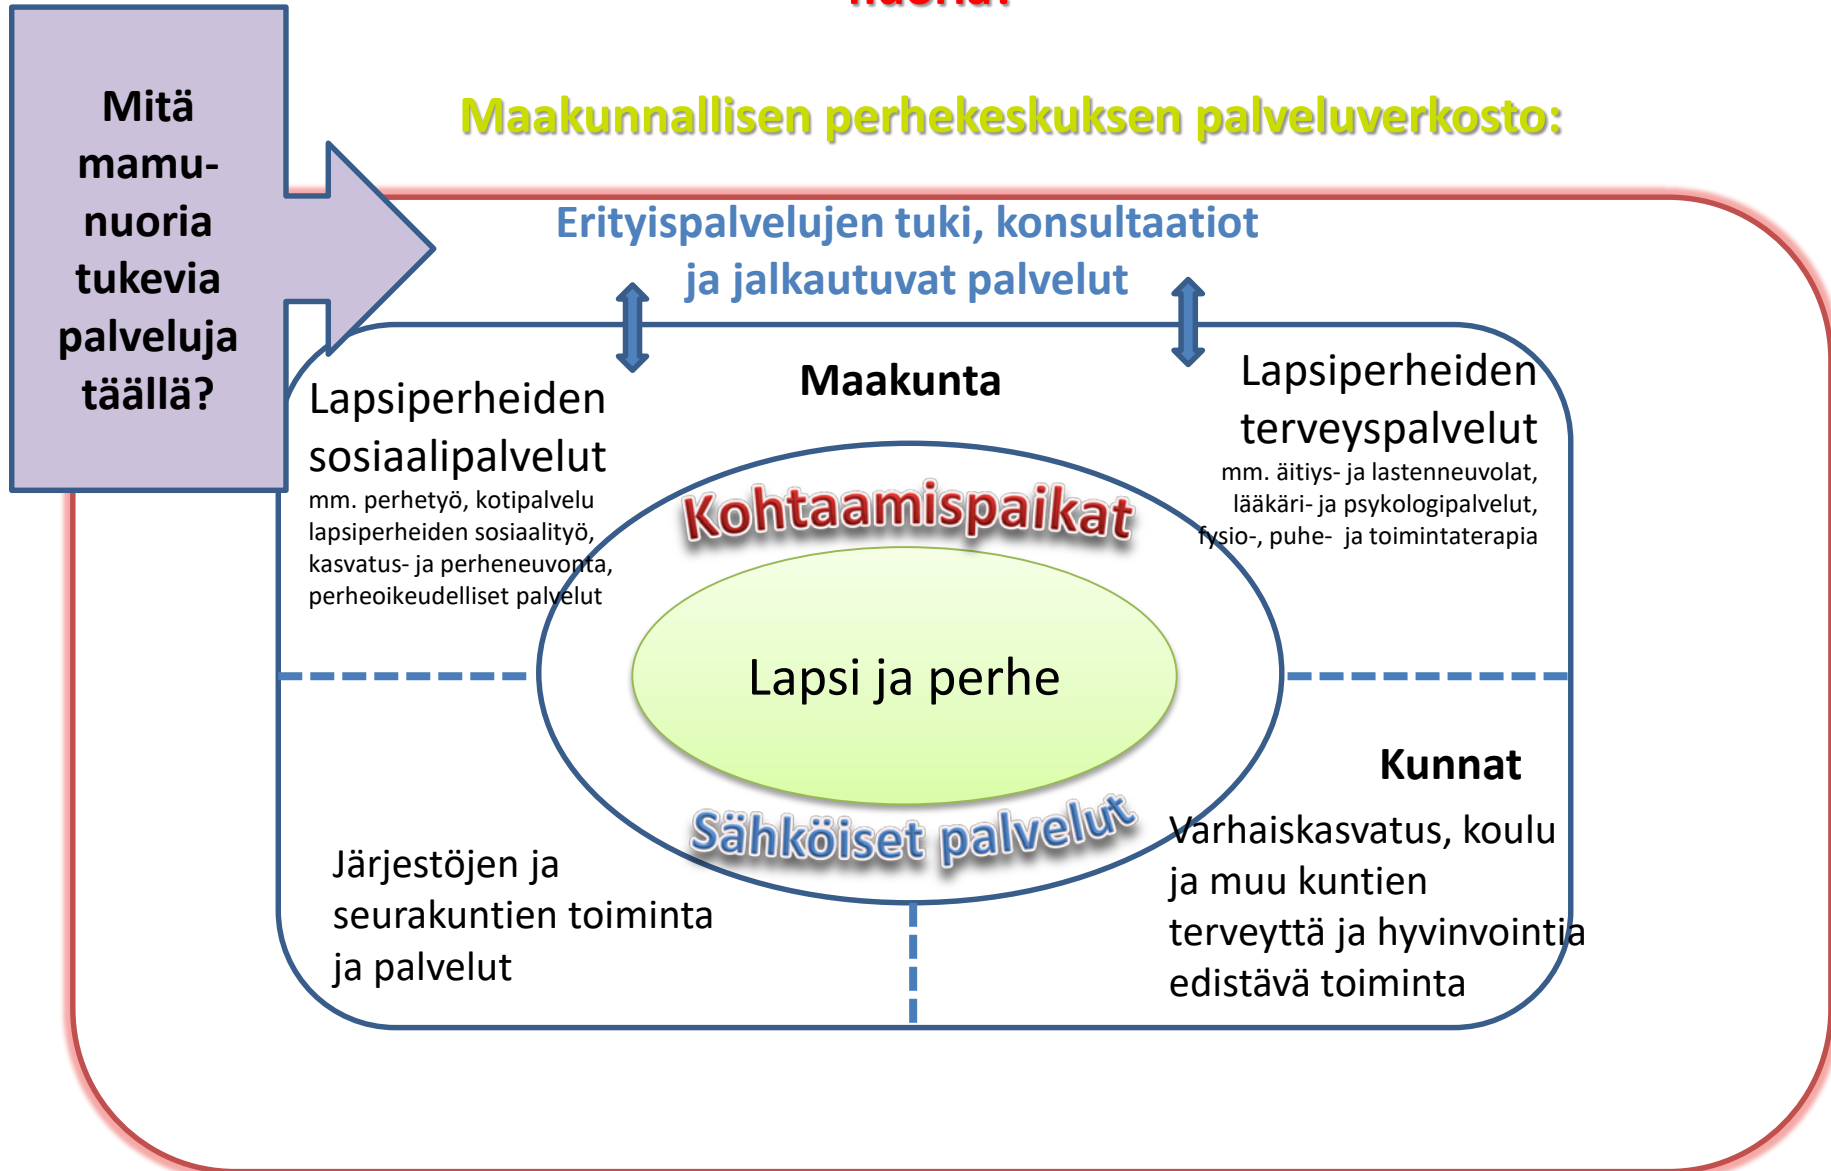 Mitä
mamu-
nuoria
tukevia
palveluja
täällä?
Maakunnallisen perhekeskuksen palveluverkosto:
Erityispalvelujen tuki, konsultaatiot
ja jalkautuvat palvelut
Maakunta
Lapsiperheiden
sosiaalipalvelut
mm. perhetyö, kotipalvelu
lapsiperheiden sosiaalityö,
kasvatus- ja perheneuvonta,
perheoikeudelliset palvelut
Lapsiperheiden
terveyspalvelut
mm. äitiys- ja lastenneuvolat,
lääkäri- ja psykologipalvelut,
fysio-, puhe- ja toimintaterapia
Kohtaamispaikat
Lapsi ja perhe
Sähköiset palvelut
Järjestöjen ja
seurakuntien toiminta
ja palvelut
Kunnat
Varhaiskasvatus, koulu
ja muu kuntien
terveyttä ja hyvinvointia
edistävä toiminta